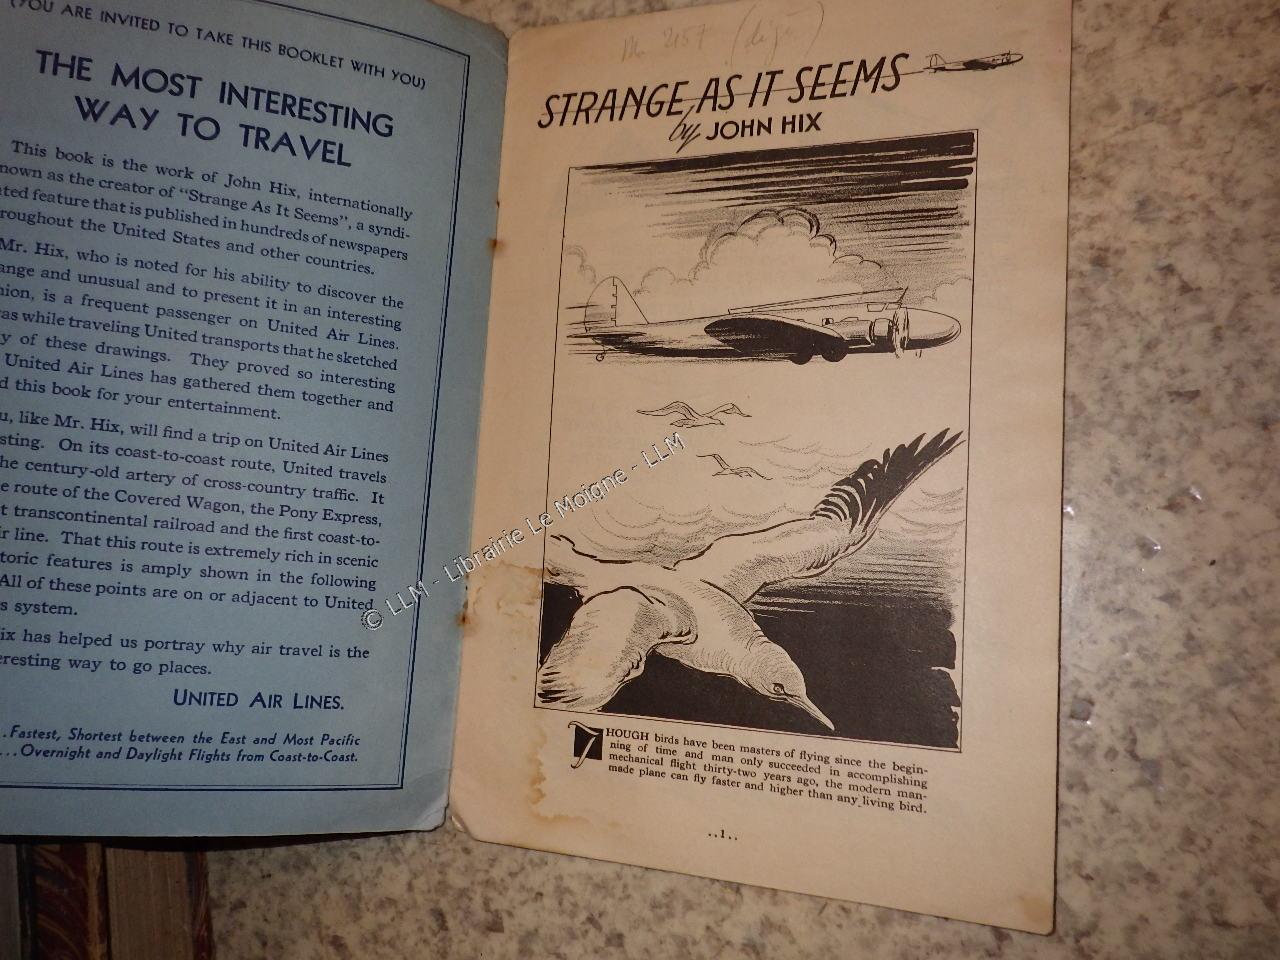 (YOU ARE INVITED TO TAKE THIS BOOKLET WITH YOU)
THE MOST INTERESTING
WAY TO TRAVEL
This book is the work of John Hix, internationally
nown as the creator of "Strange As It Seems", a syndi-
ated feature that is published in hundreds of newspapers
roughout the United States and other countries.
Mr. Hix, who is noted for his ability to discover the
ange and unusual and to present it in an interesting
hion, is a frequent passenger on United Air Lines.
as while traveling United transports that he sketched
y of these drawings. They proved so interesting
United Air Lines has gathered them together and
d this book for your entertainment.
u, like Mr. Hix, will find a trip on United Air Lines
sting. On its coast-to-coast route, United travels
he century-old artery of cross-country traffic. It
e route of the Covered Wagon, the Pony Express,
t transcontinental railroad and the first coast-to-
ir line. That this route is extremely rich in scenic
toric features is amply shown in the following
All of these points are on or adjacent to United
s system.
ix has helped us portray why air travel is the
eresting way to go places.
UNITED AIR LINES.
..Fastest, Shortest between the East and Most Pacific
...Overnight and Daylight Flights from Coast-to-Coast.
2157
STRANGE AS IT SEEMS
by JOHN HIX
THOUGH birds have been masters of flying since the begin-
ning of time and man only succeeded in accomplishing
mechanical flight thirty-two years ago, the modern man-
made plane can fly faster and higher than any living bird.
..1..
© LLM - Librairie Le Moigne - LLM